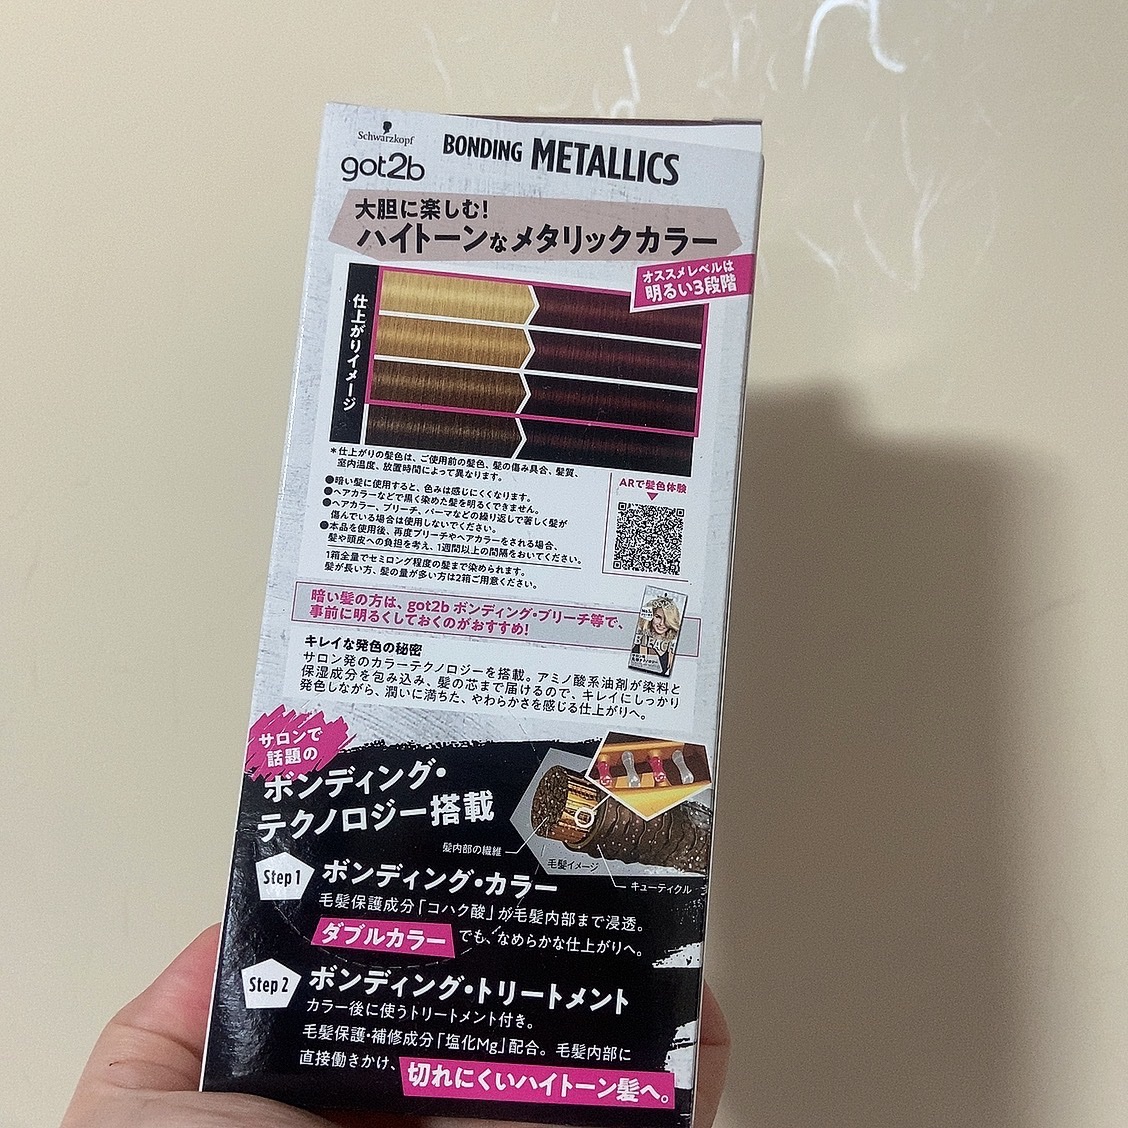 Schwarzkopf
got2b
BONDING METALLICS
大胆に楽しむ!
ハイトーンなメタリックカラー
オススメレベルは
明るい3段階
仕上がりイメージ
*仕上がりの髪色は、ご使用前の髪色、髪の傷み具合、髪質、
室内温度、放置時間によって異なります。
●暗い髪に使用すると、色みは感じにくくなります。
●ヘアカラーなどで黒く染めた髪を明るくできません。
●ヘアカラー、ブリーチ、パーマなどの繰り返しで著しく髪が
傷んでいる場合は使用しないでください。
●本品を使用後、再度ブリーチやヘアカラーをされる場合、
髪や頭皮への負担を考え、1週間以上の間隔をおいてください。
1箱全量でセミロング程度の髪まで染められます。
髪が長い方、髪の量が多い方は2箱ご用意ください。
ARで髪色体験
暗い髪の方は、got2b ボンディング・ブリーチ等で、
事前に明るくしておくのがおすすめ!
BLEACH
キレイな発色の秘密
サロン発のカラーテクノロジーを搭載。アミノ酸系油剤が染料と
保湿成分を包み込み、髪の芯まで届けるので、キレイにしっかり
発色しながら、潤いに満ちた、やわらかさを感じる仕上がりへ。
サロンで
話題の
ボンディング・
テクノロジー搭載
髪内部の繊維
毛髪イメージ
キューティクル
Step 1
ボンディング・カラー
毛髪保護成分「コハク酸」が毛髪内部まで浸透。
ダブルカラーでも、なめらかな仕上がりへ。
Step 2
ボンディング・トリートメント
カラー後に使うトリートメント付き。
毛髪保護・補修成分「塩化Mg」配合。毛髪内部に
直接働きかけ、切れにくいハイトーン髪へ。